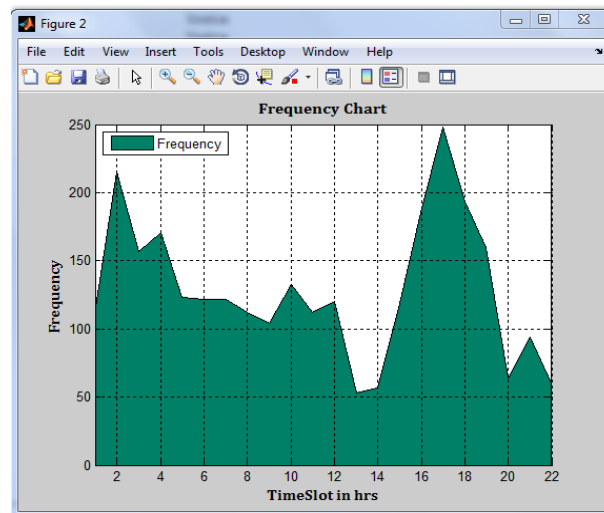 Figure 2
File Edit View Insert Tools Desktop Window Help
Frequency Chart
Frequency
250
200
150
100
50
0
Frequency
2 4 6 8 10 12 14 16 18 20 22
TimeSlot in hrs